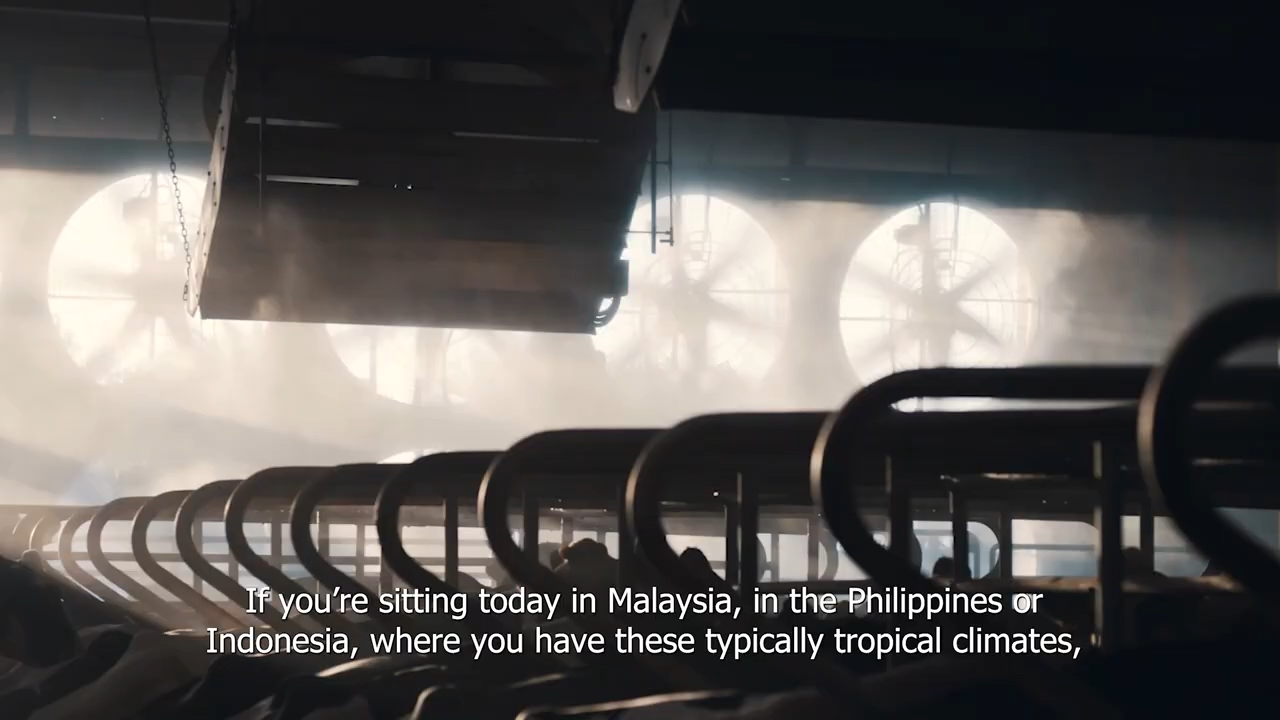 If you’re sitting today in Malaysia, in the Philippines or
Indonesia, where you have these typically tropical climates,